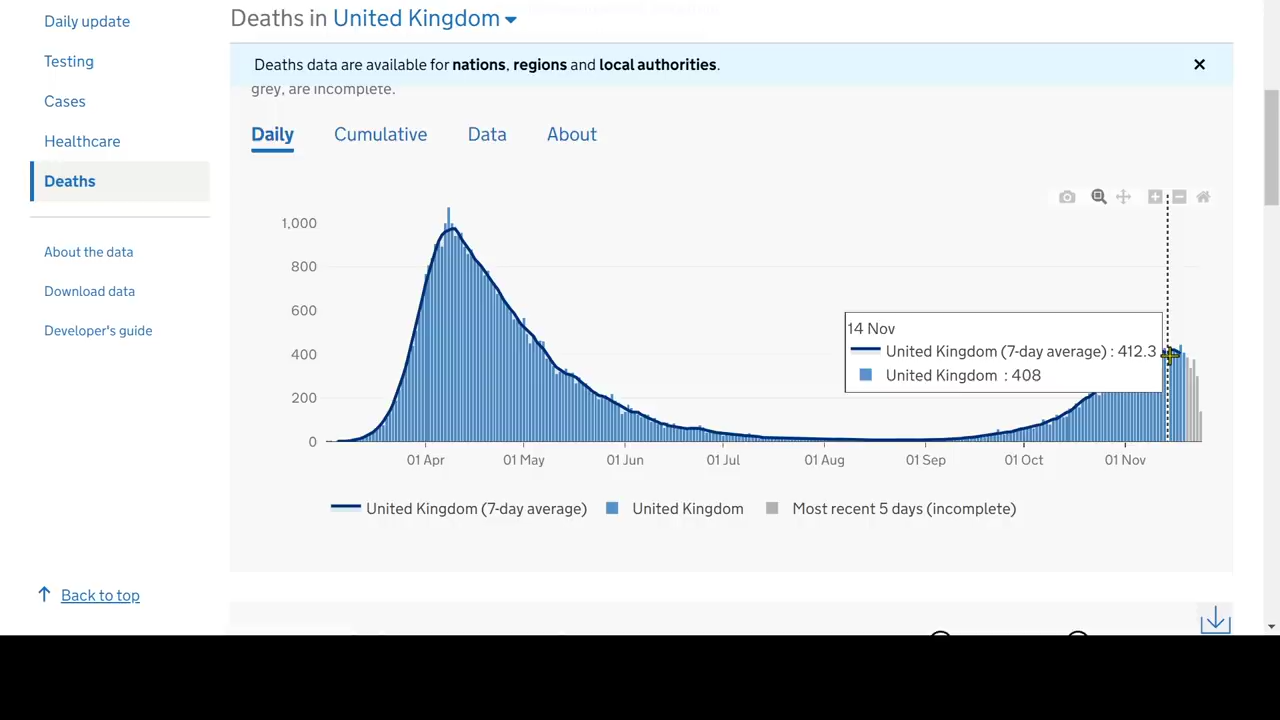 Daily update
Testing
Cases
Healthcare
Deaths
About the data
Download data
Developer's guide
Back to top
Deaths in United Kingdom
Deaths data are available for nations, regions and local authorities.
grey, are incomplete.
Daily Cumulative Data About
1,000
800
600
400
200
0
14 Nov
United Kingdom (7-day average) : 412.3
United Kingdom : 408
01 Apr 01 May 01 Jun 01 Jul 01 Aug 01 Sep 01 Oct 01 Nov
United Kingdom (7-day average) United Kingdom Most recent 5 days (incomplete)